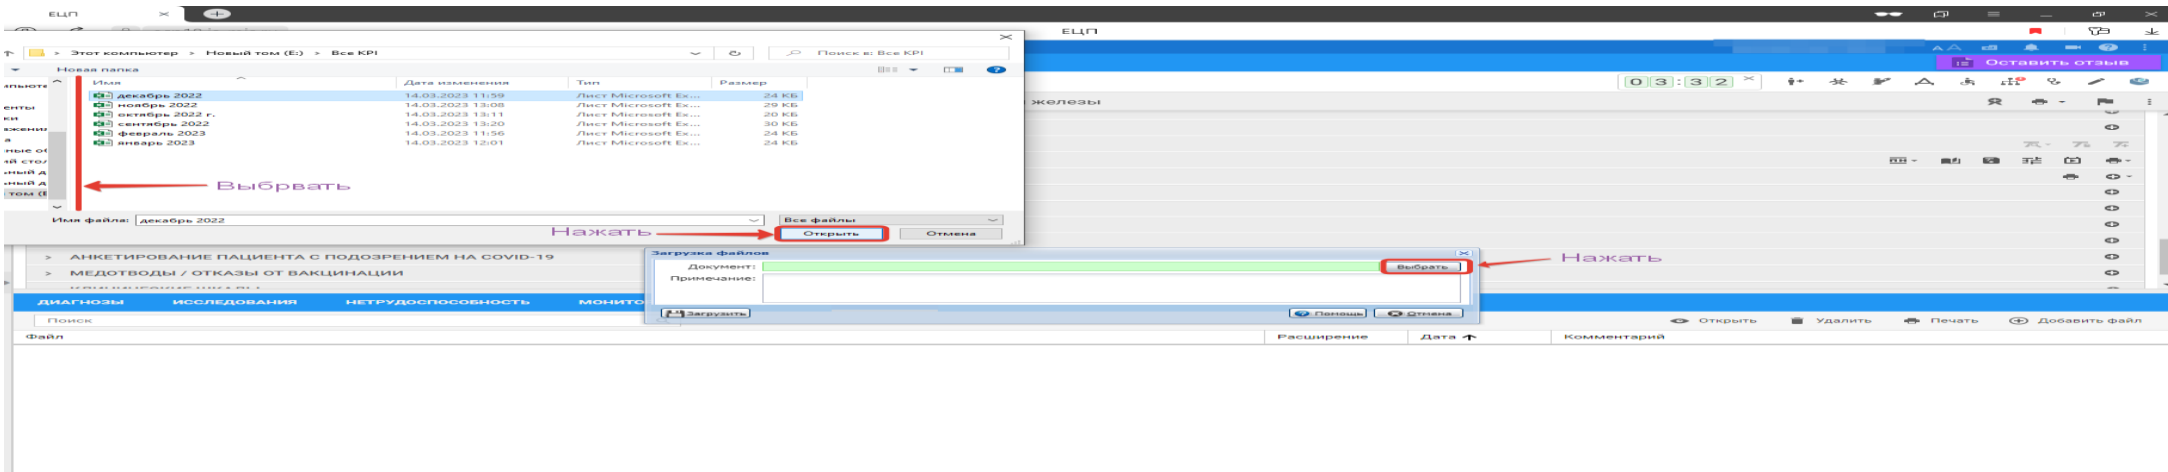 ЕЦП
ЕЦП
Этот компьютер > Новый том (E:) > Все KPI
Поиск в: Все KPI
Новая папка
Оставить отзыв
Имя Дата изменения Тип Размер
03:32
декабрь 2022 14.03.2023 11:59 Лист Microsoft Ex... 24 КБ
железы
ноябрь 2022 14.03.2023 13:08 Лист Microsoft Ex... 29 КБ
октябрь 2022 г. 14.03.2023 13:11 Лист Microsoft Ex... 20 КБ
сентябрь 2022 14.03.2023 13:20 Лист Microsoft Ex... 30 КБ
февраль 2023 14.03.2023 11:56 Лист Microsoft Ex... 24 КБ
январь 2023 14.03.2023 12:01 Лист Microsoft Ex... 24 КБ
Выбрвать
Имя файла: декабрь 2022 Все файлы
Нажать Открыть Отмена
АНКЕТИРОВАНИЕ ПАЦИЕНТА С ПОДОЗРЕНИЕМ НА COVID-19
МЕДОТВОДЫ / ОТКАЗЫ ОТ ВАКЦИНАЦИИ
Загрузка файлов
Документ: Выбрать Нажать
Примечание:
Загрузить Помощь Отмена
ДИАГНОЗЫ ИССЛЕДОВАНИЯ НЕТРУДОСПОСОБНОСТЬ МОНИТО
Поиск Открыть Удалить Печать Добавить файл
Файл Расширение Дата Комментарий